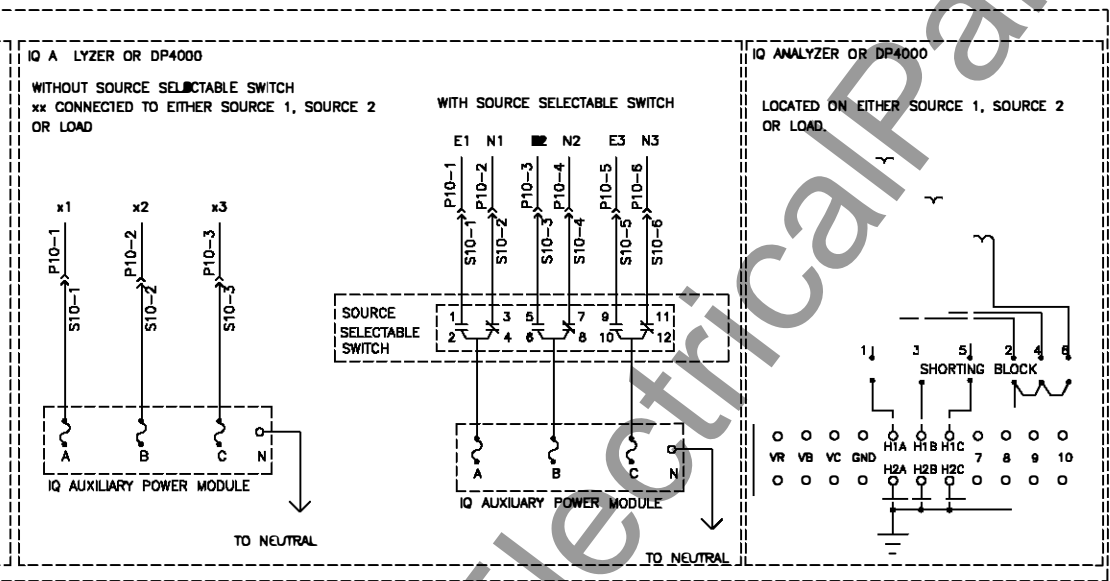 IQ A LYZER OR DP4000
WITHOUT SOURCE SELECTABLE SWITCH
xx CONNECTED TO EITHER SOURCE 1, SOURCE 2
OR LOAD
x1 x2 x3
P10-1 P10-2 P10-3
S10-1 S10-2 S10-3
A B C N
IQ AUXILIARY POWER MODULE
TO NEUTRAL
WITH SOURCE SELECTABLE SWITCH
E1 N1 N2 E3 N3
P10-1 P10-2 P10-3 P10-4 P10-5 P10-6
S10-1 S10-2 S10-3 S10-4 S10-5 S10-6
SOURCE
SELECTABLE
SWITCH
1 3 5 7 9 11
2 4 6 8 10 12
A B C N
IQ AUXILIARY POWER MODULE
TO NEUTRAL
IQ ANALYZER OR DP4000
LOCATED ON EITHER SOURCE 1, SOURCE 2
OR LOAD.
1 3 5 2 4 6
SHORTING BLOCK
VR VB VC GND H1A H1B H1C 7 8 9 10
H2A H2B H2C
ElectricalPa